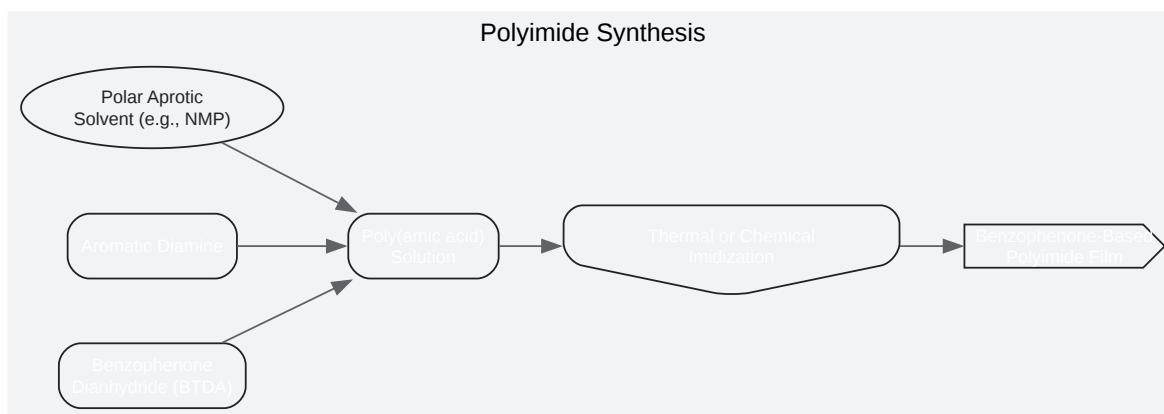 Polyimide Synthesis
Polar Aprotic
Solvent (e.g., NMP)
Aromatic Diamine
Poly(amic acid)
Solution
Thermal or Chemical
Imidization
Benzophenone-Based
Polyimide Film
Benzophenone
Dianhydride (BTDA)